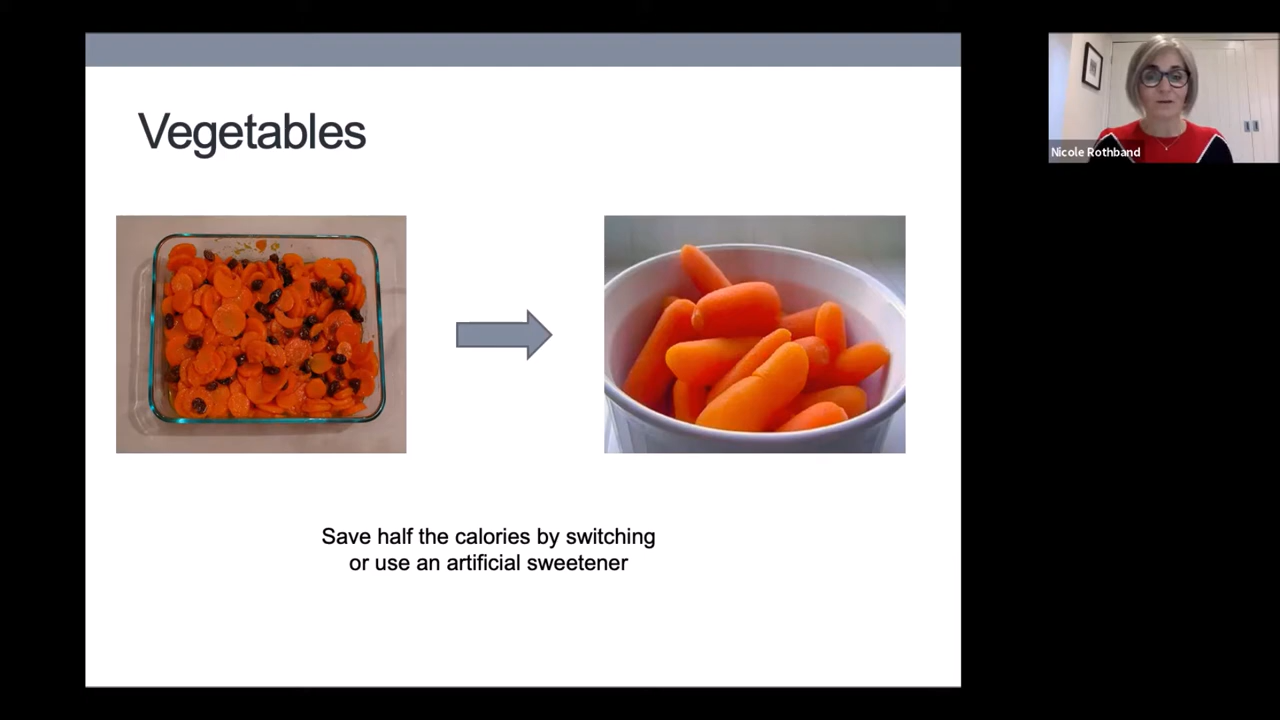 Vegetables
Nicole Rothband
Save half the calories by switching
or use an artificial sweetener